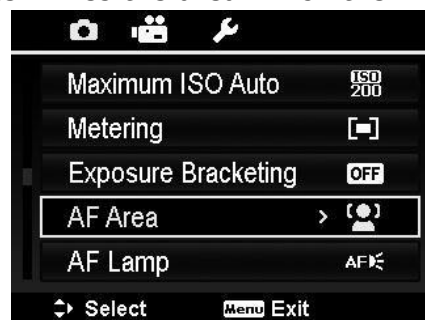 Maximum ISO Auto ISO 200
Metering
Exposure Bracketing OFF
AF Area
AF Lamp AF
Select Menu Exit